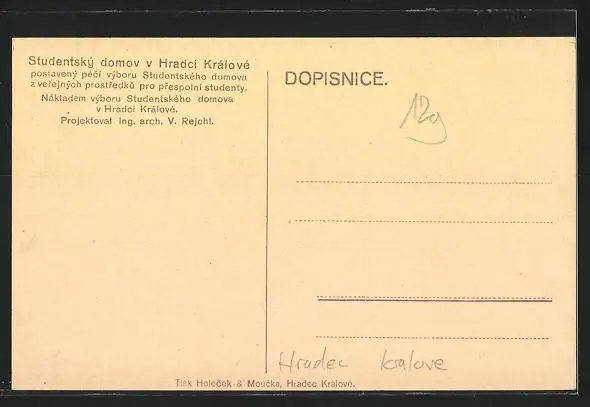 Studentský domov v Hradci Králové
postavený péčí výboru Studentského domova
z veřejných prostředků pro přespolní studenty.
Nákladem výboru Studentského domova
v Hradci Králové.
Projektoval Ing. arch. V. Rejchl.
DOPISNICE.
129
Hradec kralove
Tisk Holeček & Moučka, Hradec Králové.